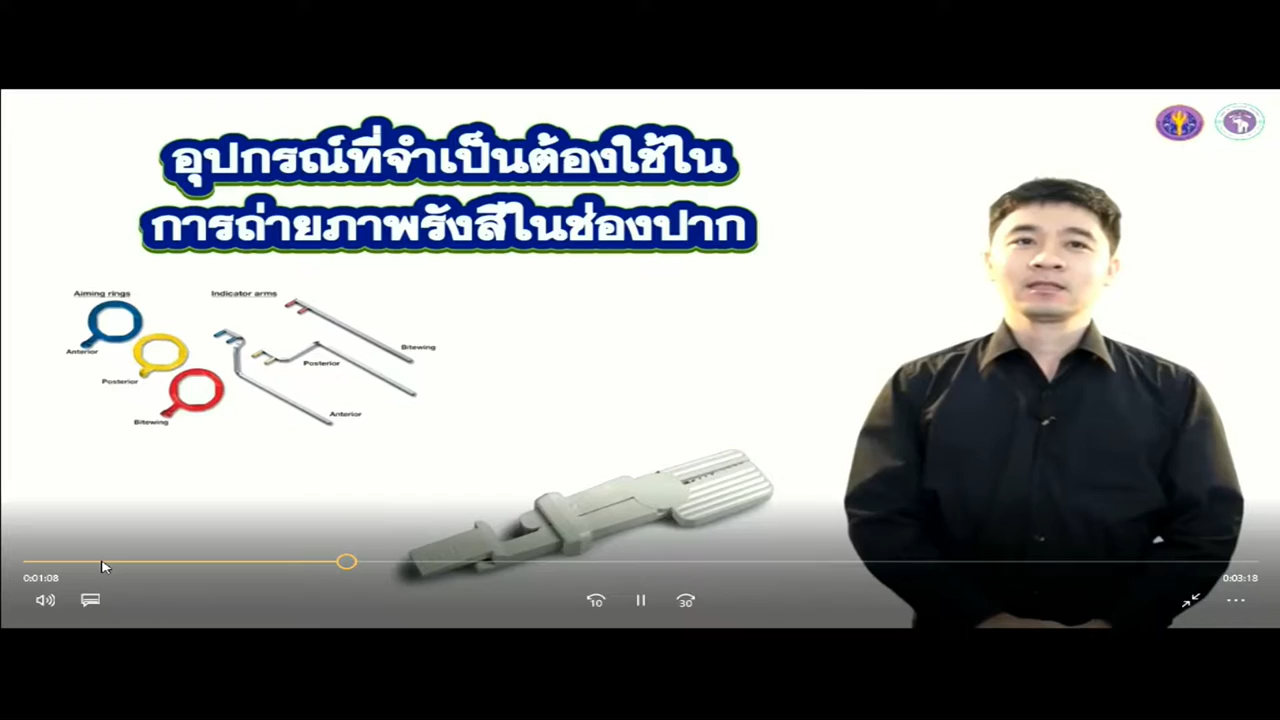 อุปกรณ์ที่จำเป็นต้องใช้ใน
การถ่ายภาพรังสีในช่องปาก
Aiming rings
Indicator arms
Anterior
Posterior
Bitewing
Bitewing
Posterior
Anterior
0:01:08
0:03:18
10
30